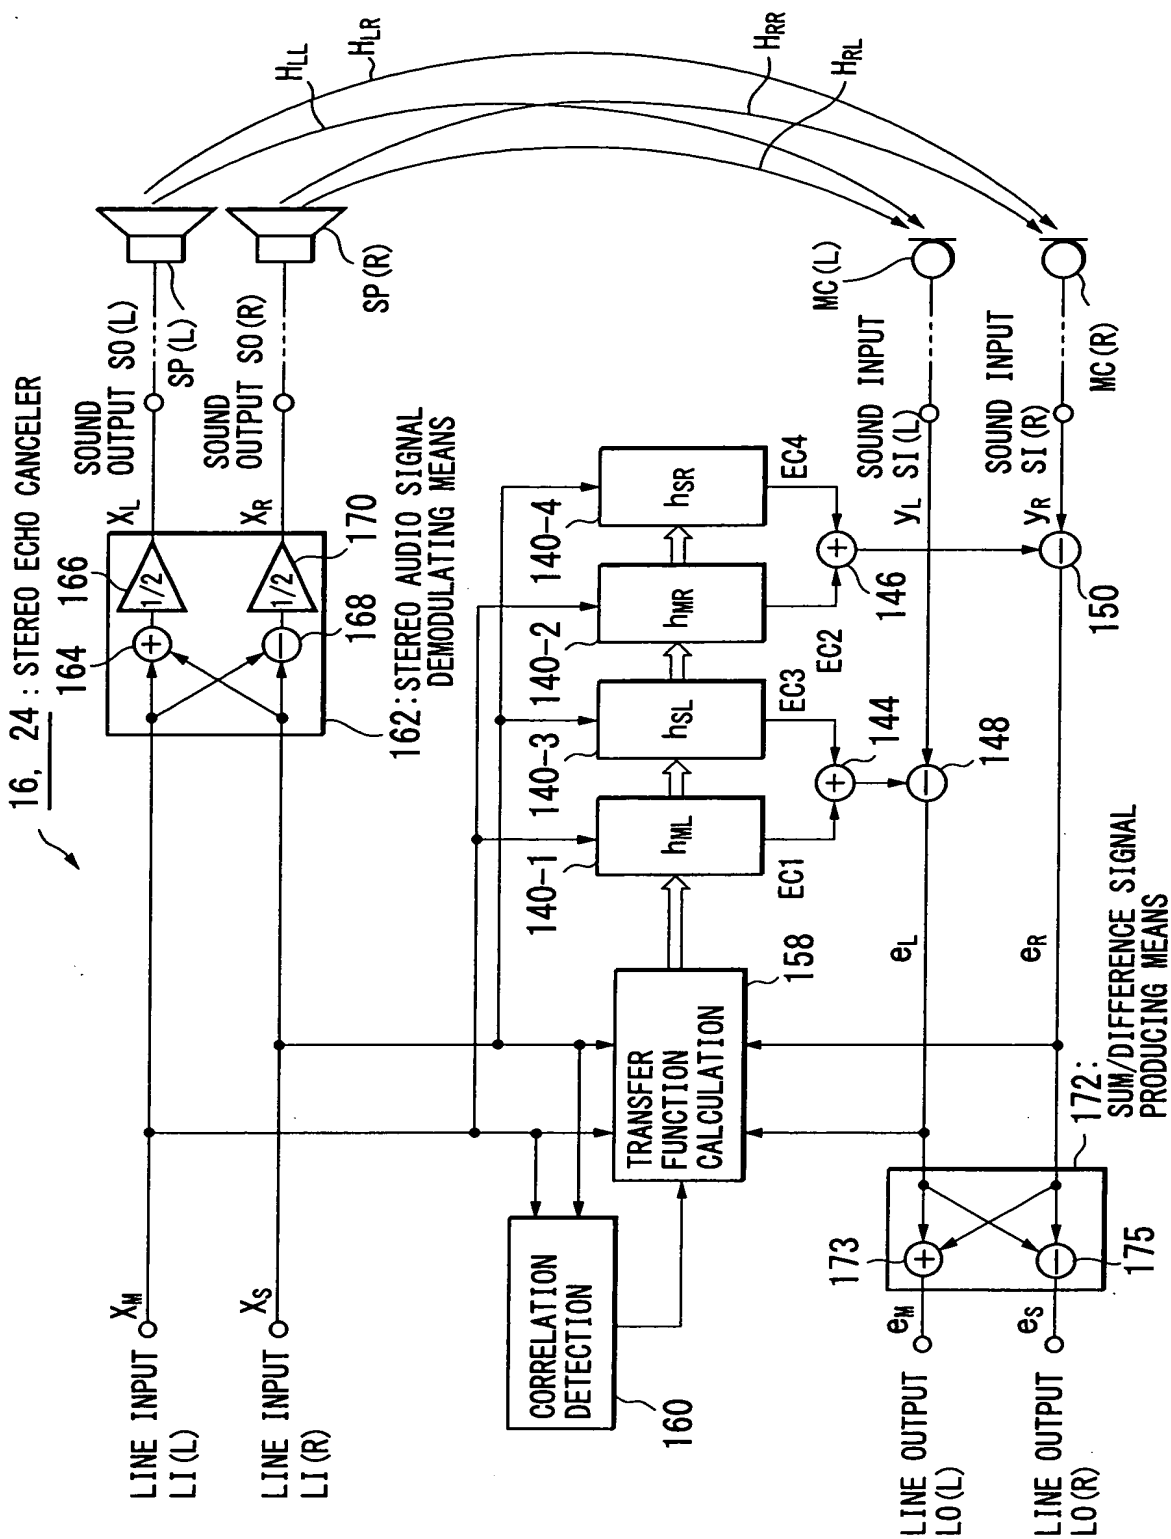 16, 24 : STEREO ECHO CANCELER
LINE INPUT
LI(L)
XM
LINE INPUT
LI(R)
XS
164
166
1/2
+
−
1/2
168
170
162:STEREO AUDIO SIGNAL
DEMODULATING MEANS
XL
XR
SOUND
OUTPUT SO(L)
SOUND
OUTPUT SO(R)
SP(L)
SP(R)
HLL
HLR
HRR
HRL
CORRELATION
DETECTION
160
TRANSFER
FUNCTION
CALCULATION
158
140-1
hML
140-3
hSL
140-2
hMR
140-4
hSR
EC1
EC3
EC2
EC4
+
144
+
146
MC(L)
SOUND INPUT
SI(L)
yL
−
148
eL
MC(R)
SOUND INPUT
SI(R)
yR
−
150
eR
172:
SUM/DIFFERENCE SIGNAL
PRODUCING MEANS
173
+
−
175
eM
eS
LINE OUTPUT
LO(L)
LINE OUTPUT
LO(R)